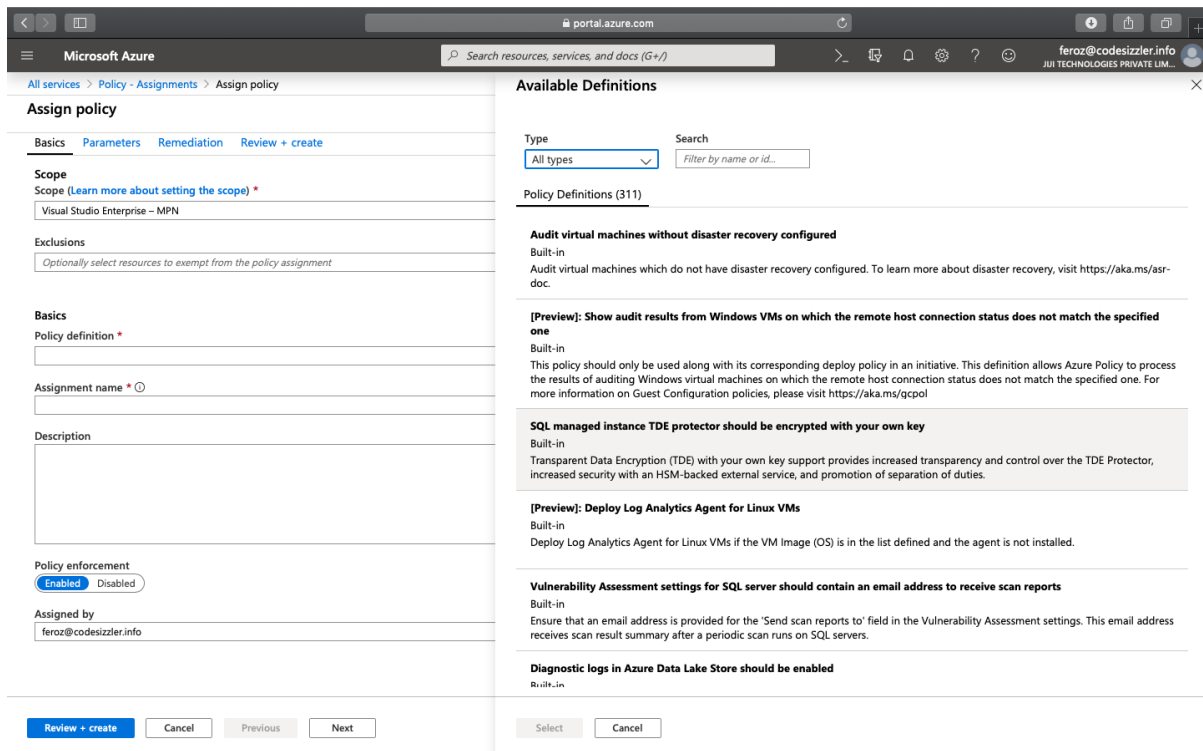 portal.azure.com
Microsoft Azure
Search resources, services, and docs (G+/)
feroz@codesizzler.info
JIJI TECHNOLOGIES PRIVATE LIM...
All services > Policy - Assignments > Assign policy
Assign policy
Basics Parameters Remediation Review + create
Scope
Scope (Learn more about setting the scope) *
Visual Studio Enterprise – MPN
Exclusions
Optionally select resources to exempt from the policy assignment
Basics
Policy definition *
Assignment name *
Description
Policy enforcement
Enabled Disabled
Assigned by
feroz@codesizzler.info
Review + create Cancel Previous Next
Available Definitions
Type Search
All types Filter by name or id...
Policy Definitions (311)
Audit virtual machines without disaster recovery configured
Built-in
Audit virtual machines which do not have disaster recovery configured. To learn more about disaster recovery, visit https://aka.ms/asr-
doc.
[Preview]: Show audit results from Windows VMs on which the remote host connection status does not match the specified
one
Built-in
This policy should only be used along with its corresponding deploy policy in an initiative. This definition allows Azure Policy to process
the results of auditing Windows virtual machines on which the remote host connection status does not match the specified one. For
more information on Guest Configuration policies, please visit https://aka.ms/gcpol
SQL managed instance TDE protector should be encrypted with your own key
Built-in
Transparent Data Encryption (TDE) with your own key support provides increased transparency and control over the TDE Protector,
increased security with an HSM-backed external service, and promotion of separation of duties.
[Preview]: Deploy Log Analytics Agent for Linux VMs
Built-in
Deploy Log Analytics Agent for Linux VMs if the VM Image (OS) is in the list defined and the agent is not installed.
Vulnerability Assessment settings for SQL server should contain an email address to receive scan reports
Built-in
Ensure that an email address is provided for the 'Send scan reports to' field in the Vulnerability Assessment settings. This email address
receives scan result summary after a periodic scan runs on SQL servers.
Diagnostic logs in Azure Data Lake Store should be enabled
Built-in
Select Cancel